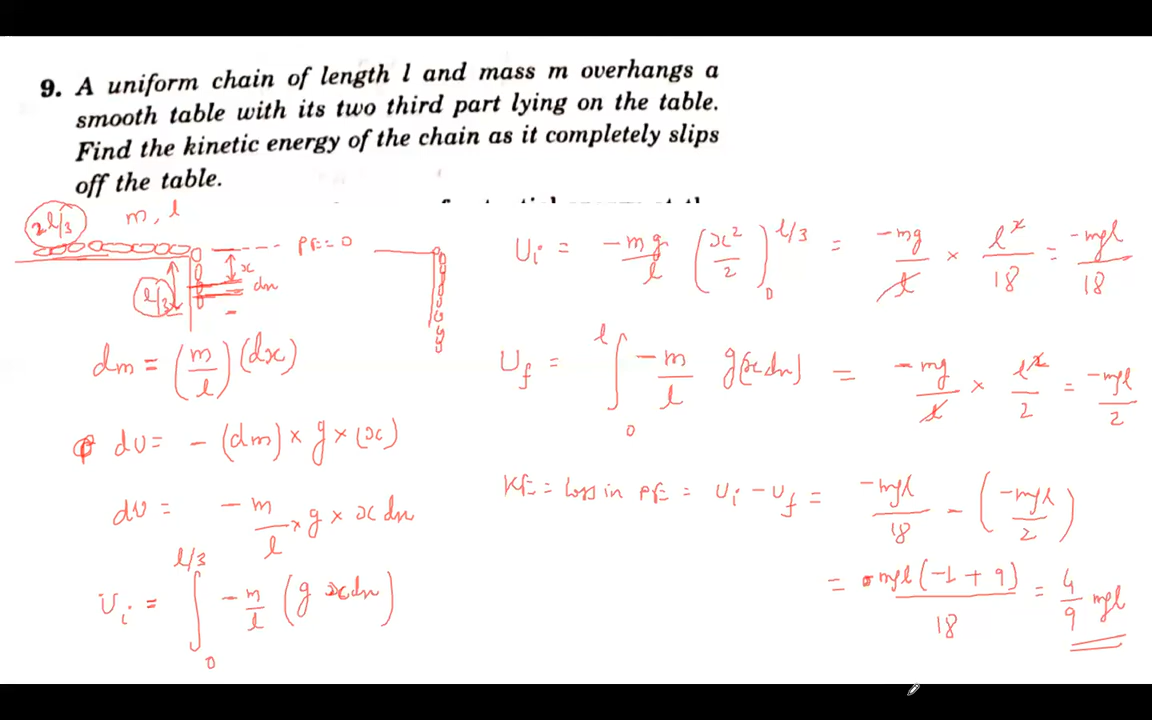 9. A uniform chain of length l and mass m overhangs a
smooth table with its two third part lying on the table.
Find the kinetic energy of the chain as it completely slips
off the table.
2l/3
m, l
PE = 0
x
dx
l/3
dm = (m/l)(dx)
dU = - (dm) × g × (x)
dU = -m/l × g × x dx
Ui = ∫₀^{l/3} -m/l (g x dx)
Ui = -mg/l (x²/2)₀^{l/3} = -mg/l × l²/18 = -mgl/18
Uf = ∫₀^{l} -m/l g(x dx) = -mg/l × l²/2 = -mgl/2
KE = Loss in PE = Ui - Uf = -mgl/18 - (-mgl/2)
= mgl(-1 + 9)/18 = 4/9 mgl